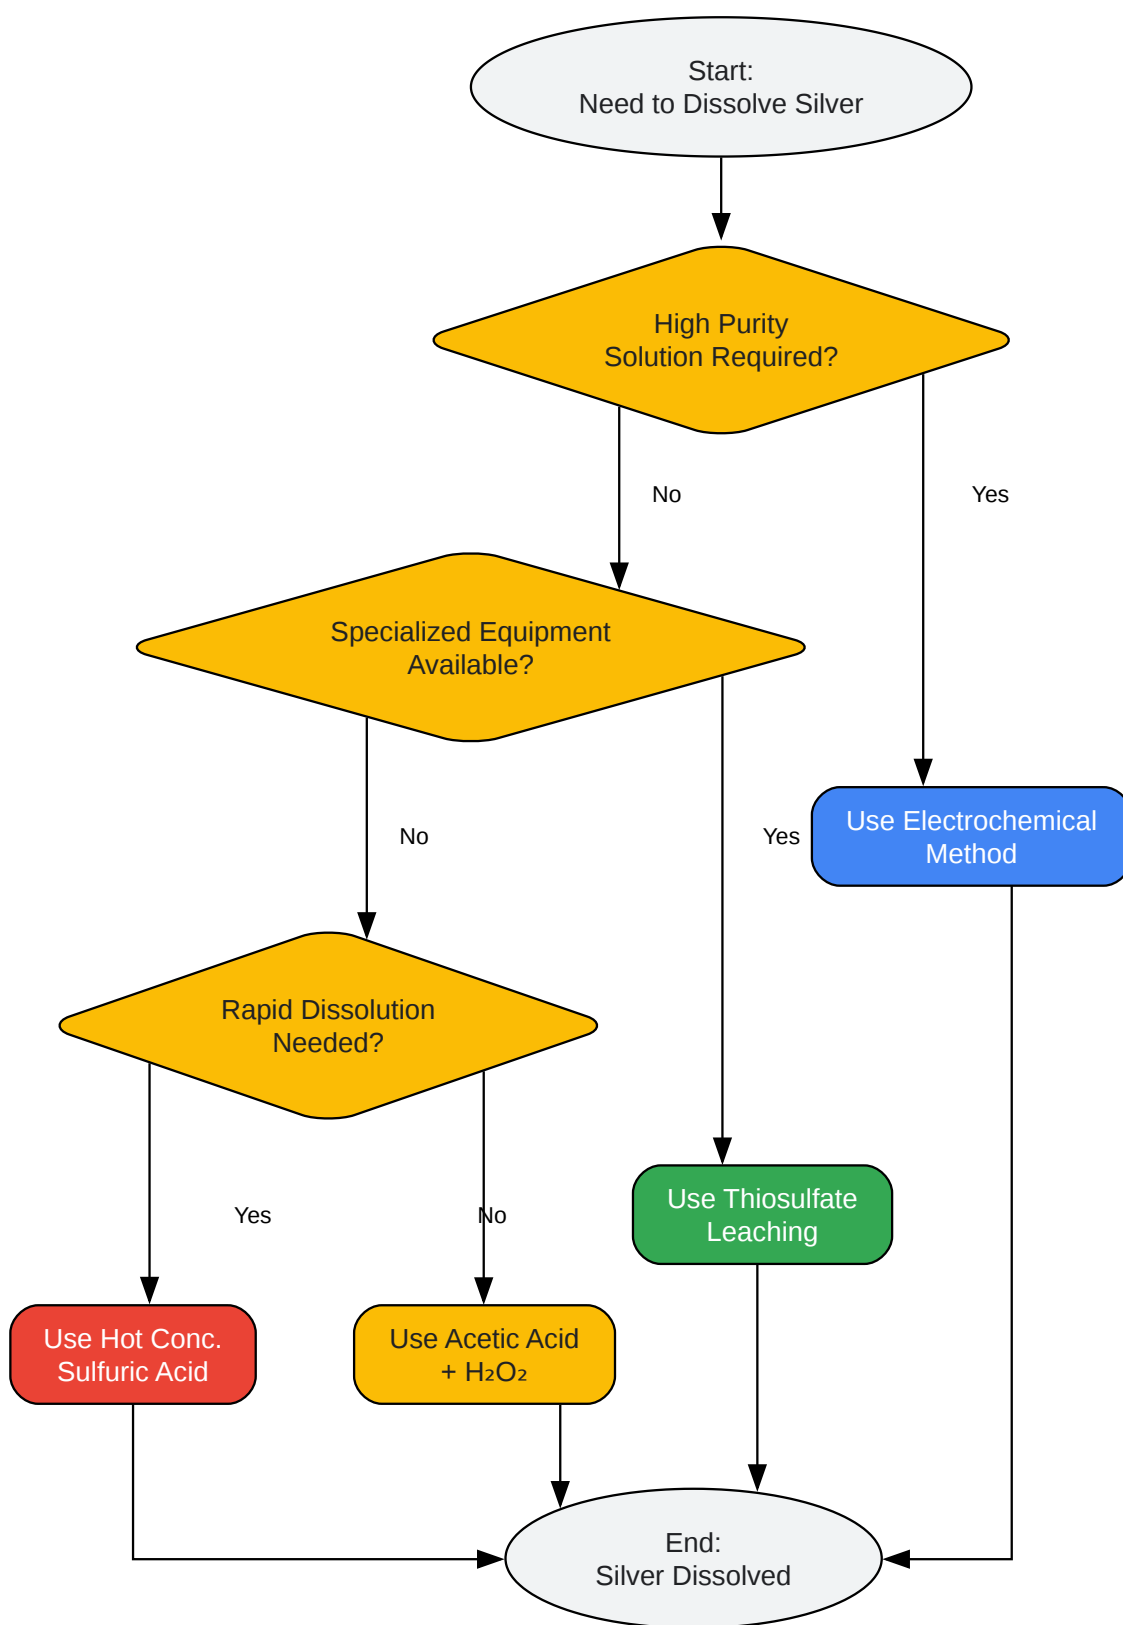 Start:
Need to Dissolve Silver
High Purity
Solution Required?
No
Yes
Specialized Equipment
Available?
No
Yes
Use Electrochemical
Method
Rapid Dissolution
Needed?
Yes
No
Use Thiosulfate
Leaching
Use Hot Conc.
Sulfuric Acid
Use Acetic Acid
+ H₂O₂
End:
Silver Dissolved